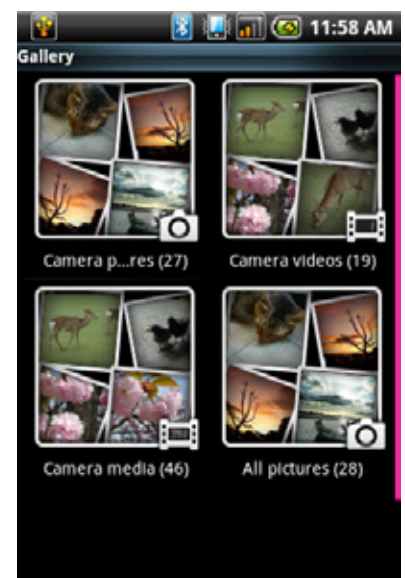 11:58 AM
Gallery
Camera p...res (27)
Camera videos (19)
Camera media (46)
All pictures (28)